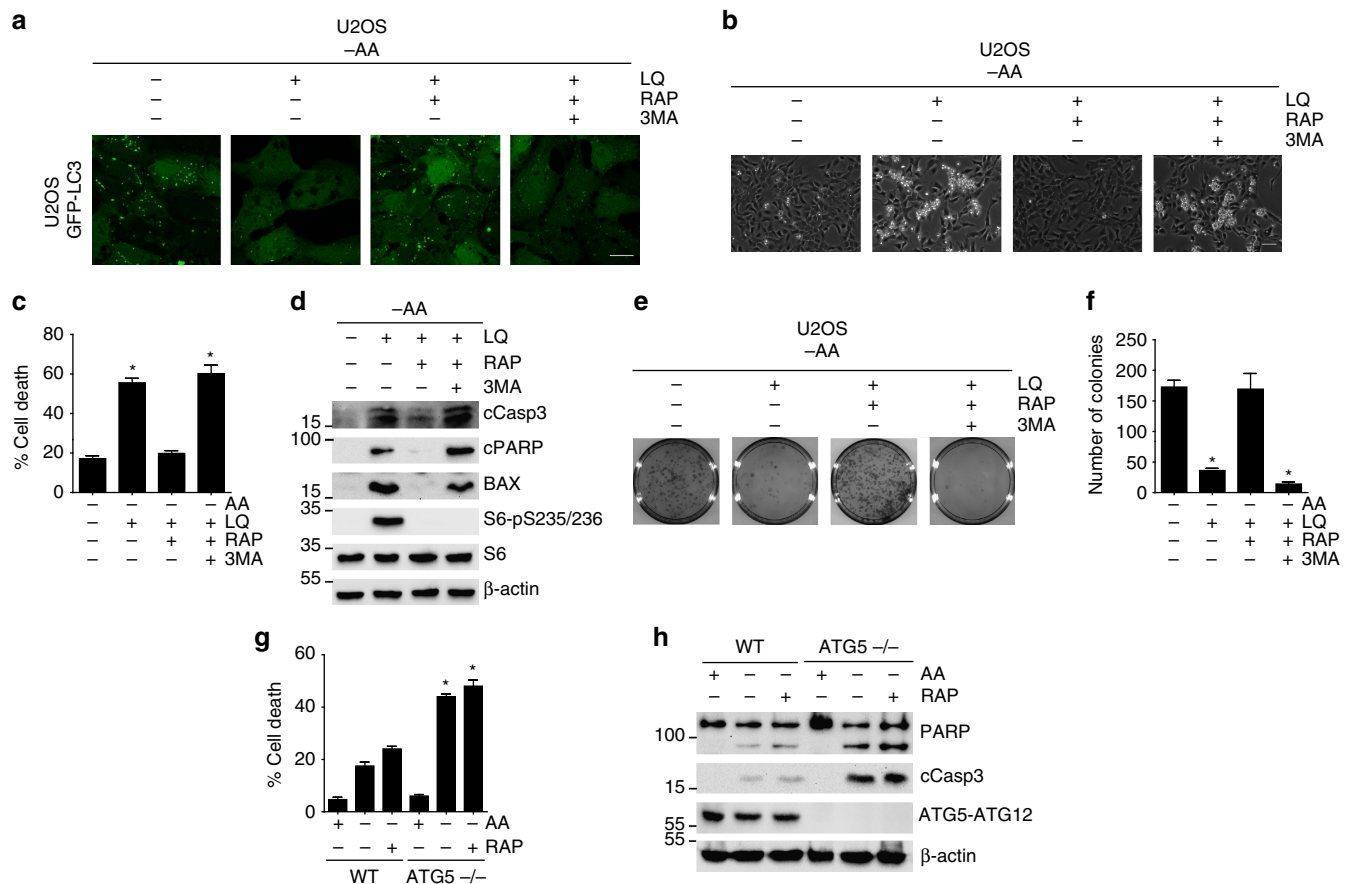 a
U2OS
–AA
– + + + LQ
– – + + RAP
– – – + 3MA
U2OS
GFP-LC3
b
U2OS
–AA
– + + + LQ
– – + + RAP
– – – + 3MA
c
% Cell death
80
60
40
20
0
* *
– – – – AA
– + + + LQ
– – + + RAP
– – – + 3MA
d
–AA
– + + + LQ
– – + + RAP
– – – + 3MA
15 cCasp3
100 cPARP
15 BAX
35 S6-pS235/236
35 S6
55 β-actin
e
U2OS
–AA
– + + + LQ
– – + + RAP
– – – + 3MA
f
Number of colonies
250
200
150
100
50
0
* *
– – – – AA
– + + + LQ
– – + + RAP
– – – + 3MA
g
% Cell death
60
40
20
0
* *
+ – – + – – AA
– – + – – + RAP
WT ATG5 –/–
h
WT ATG5 –/–
+ – – + – – AA
– – + – – + RAP
100 PARP
15 cCasp3
55 ATG5-ATG12
55 β-actin